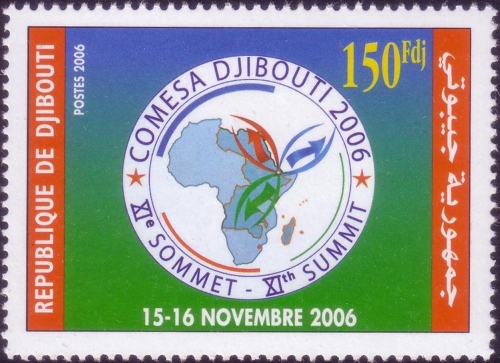 REPUBLIQUE DE DJIBOUTI
POSTES 2006
150Fdj
جمهورية جيبوتي
COMESA DJIBOUTI 2006
XIe SOMMET - XIth SUMMIT
15-16 NOVEMBRE 2006